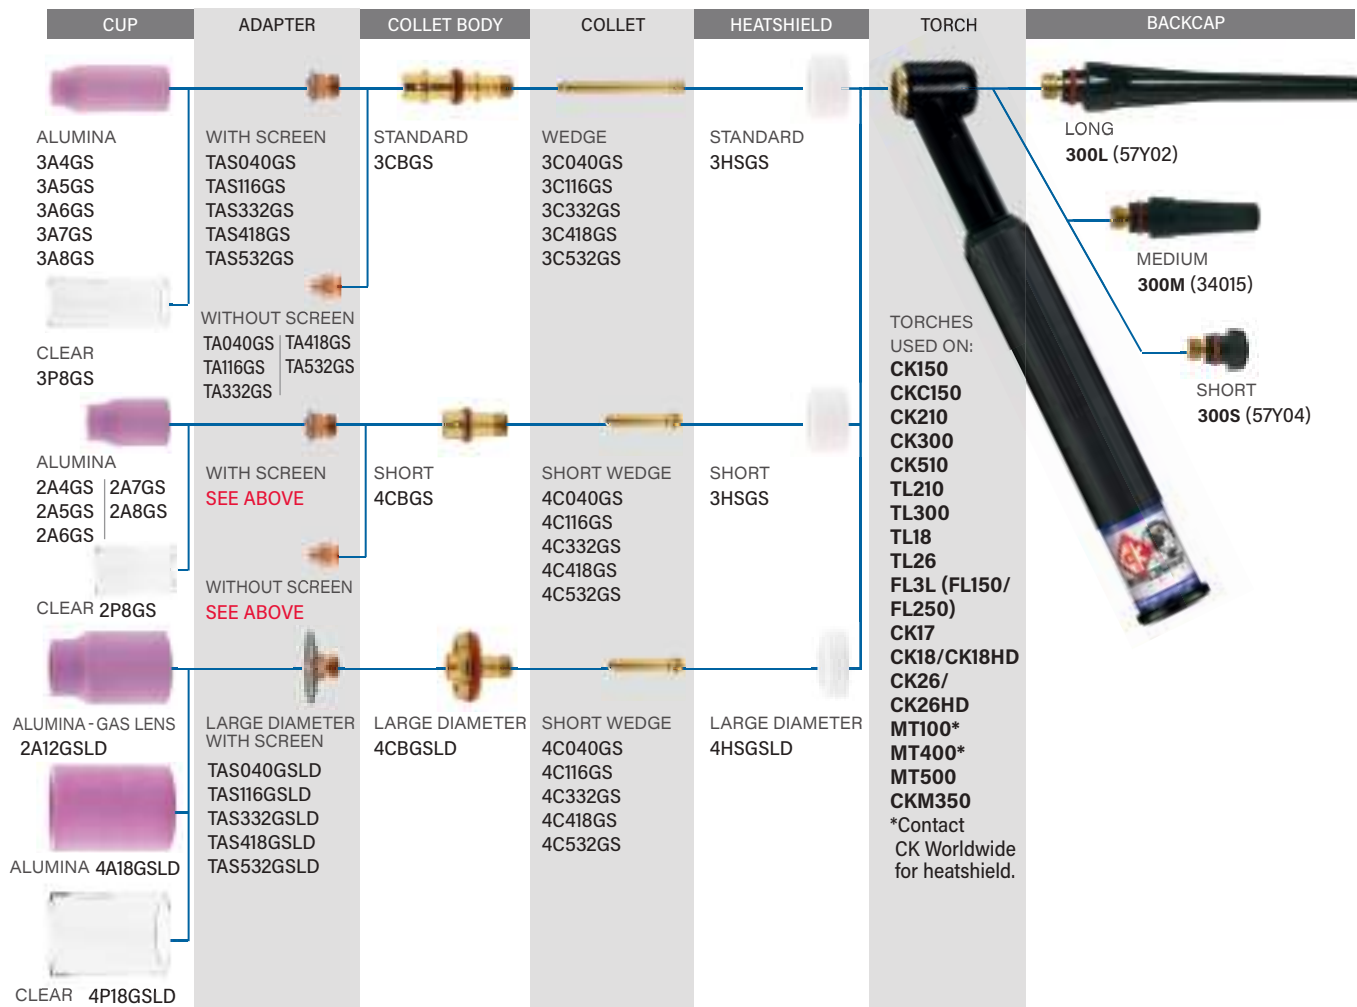 CUP
ADAPTER
COLLET BODY
COLLET
HEATSHIELD
TORCH
BACKCAP
ALUMINA
3A4GS
3A5GS
3A6GS
3A7GS
3A8GS
CLEAR
3P8GS
WITH SCREEN
TAS040GS
TAS116GS
TAS332GS
TAS418GS
TAS532GS
WITHOUT SCREEN
TA040GS
TA116GS
TA332GS
TA418GS
TA532GS
STANDARD
3CBGS
WEDGE
3C040GS
3C116GS
3C332GS
3C418GS
3C532GS
STANDARD
3HSGS
ALUMINA
2A4GS
2A5GS
2A6GS
2A7GS
2A8GS
CLEAR 2P8GS
WITH SCREEN
SEE ABOVE
WITHOUT SCREEN
SEE ABOVE
SHORT
4CBGS
SHORT WEDGE
4C040GS
4C116GS
4C332GS
4C418GS
4C532GS
SHORT
3HSGS
ALUMINA - GAS LENS
2A12GSLD
ALUMINA 4A18GSLD
CLEAR 4P18GSLD
LARGE DIAMETER
WITH SCREEN
TAS040GSLD
TAS116GSLD
TAS332GSLD
TAS418GSLD
TAS532GSLD
LARGE DIAMETER
4CBGSLD
SHORT WEDGE
4C040GS
4C116GS
4C332GS
4C418GS
4C532GS
LARGE DIAMETER
4HSGSLD
TORCHES
USED ON:
CK150
CKC150
CK210
CK300
CK510
TL210
TL300
TL18
TL26
FL3L (FL150/
FL250)
CK17
CK18/CK18HD
CK26/
CK26HD
MT100*
MT400*
MT500
CKM350
*Contact
CK Worldwide
for heatshield.
LONG
300L (57Y02)
MEDIUM
300M (34015)
SHORT
300S (57Y04)